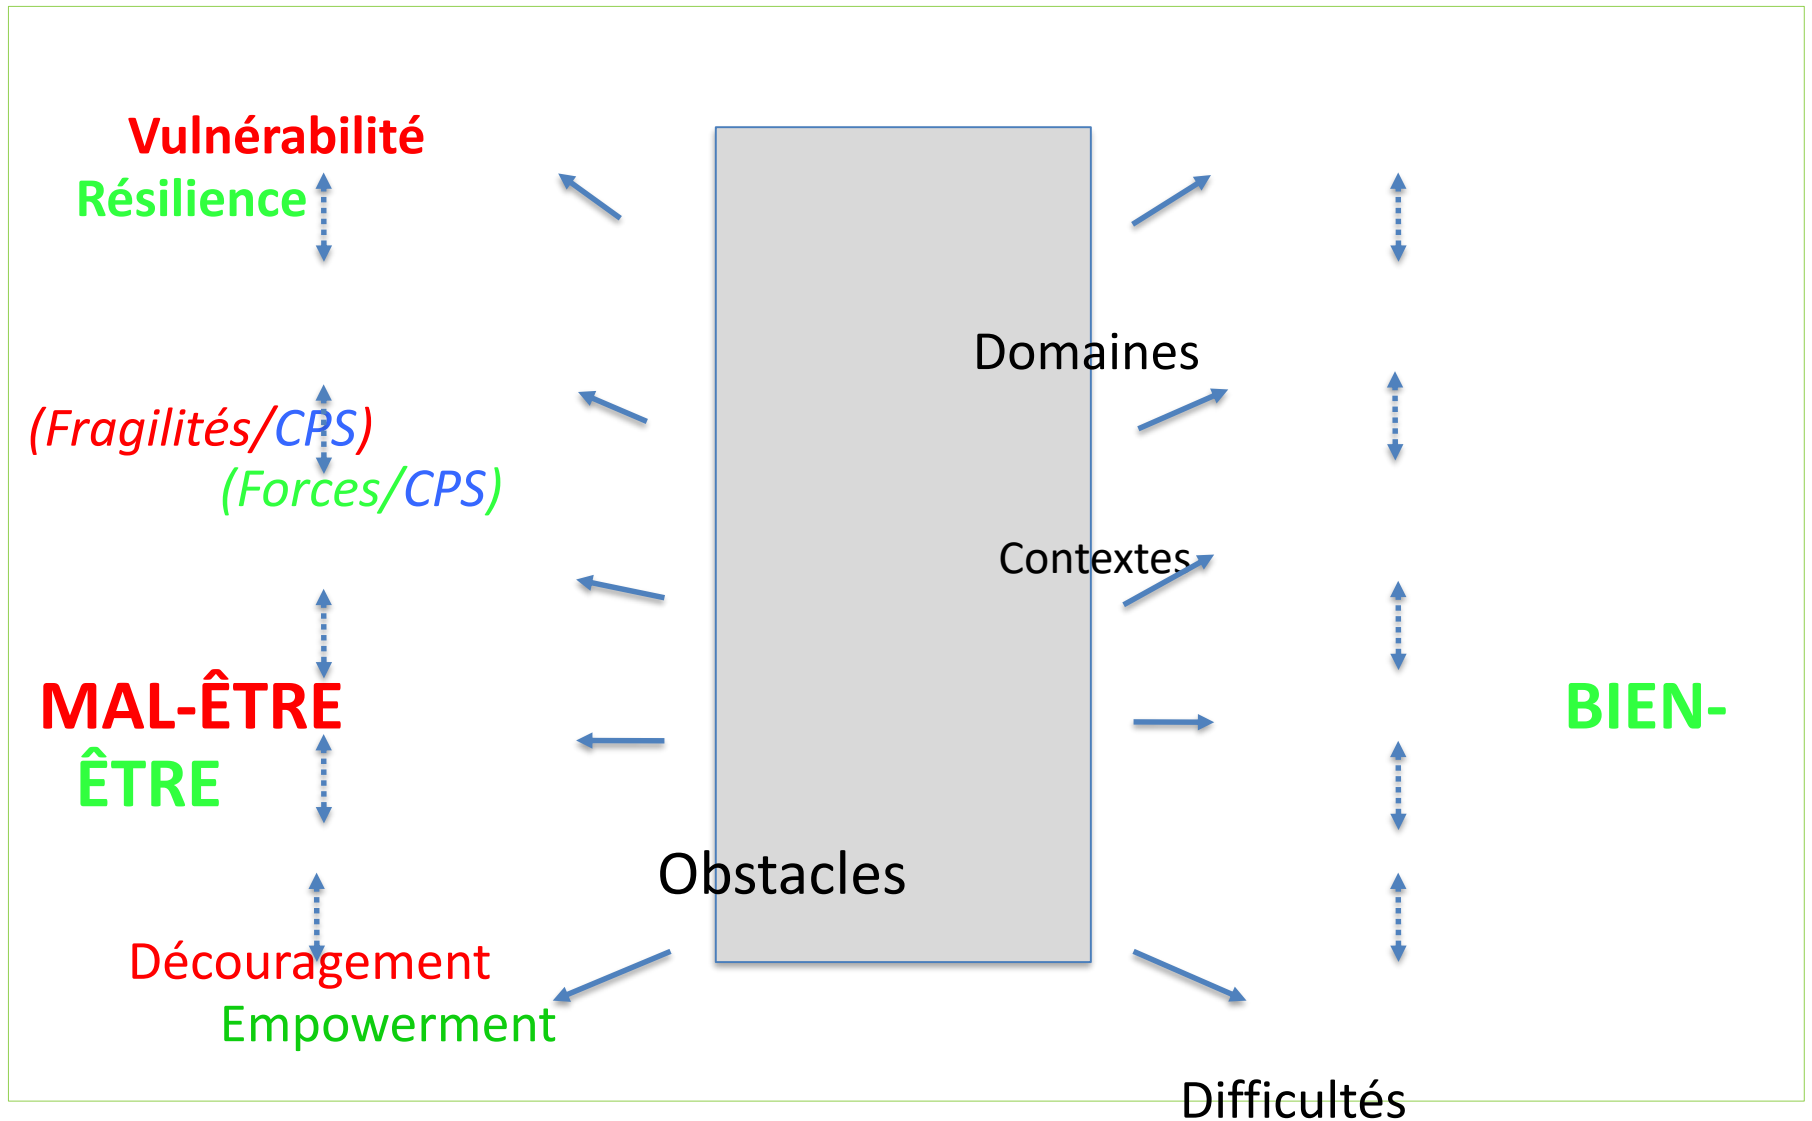 Vulnérabilité
Résilience
Domaines
(Fragilités/CPS)
(Forces/CPS)
Contextes
MAL-ÊTRE BIEN-
ÊTRE
Obstacles
Découragement
Empowerment
Difficultés